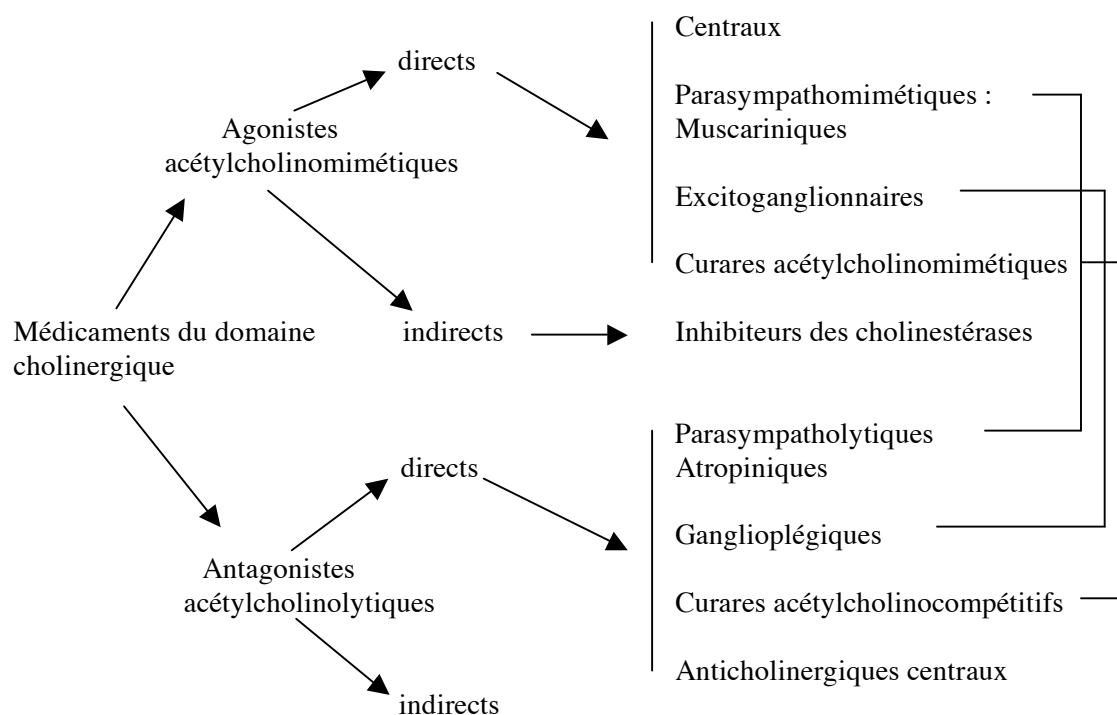 Centraux
directs
Parasympathomimétiques :
Muscariniques
Agonistes
acétylcholinomimétiques
Excitoganglionnaires
Curares acétylcholinomimétiques
Médicaments du domaine
cholinergique
indirects
Inhibiteurs des cholinestérases
Parasympatholytiques
Atropiniques
directs
Ganglioplégiques
Antagonistes
acétylcholinolytiques
Curares acétylcholinocompétitifs
Anticholinergiques centraux
indirects